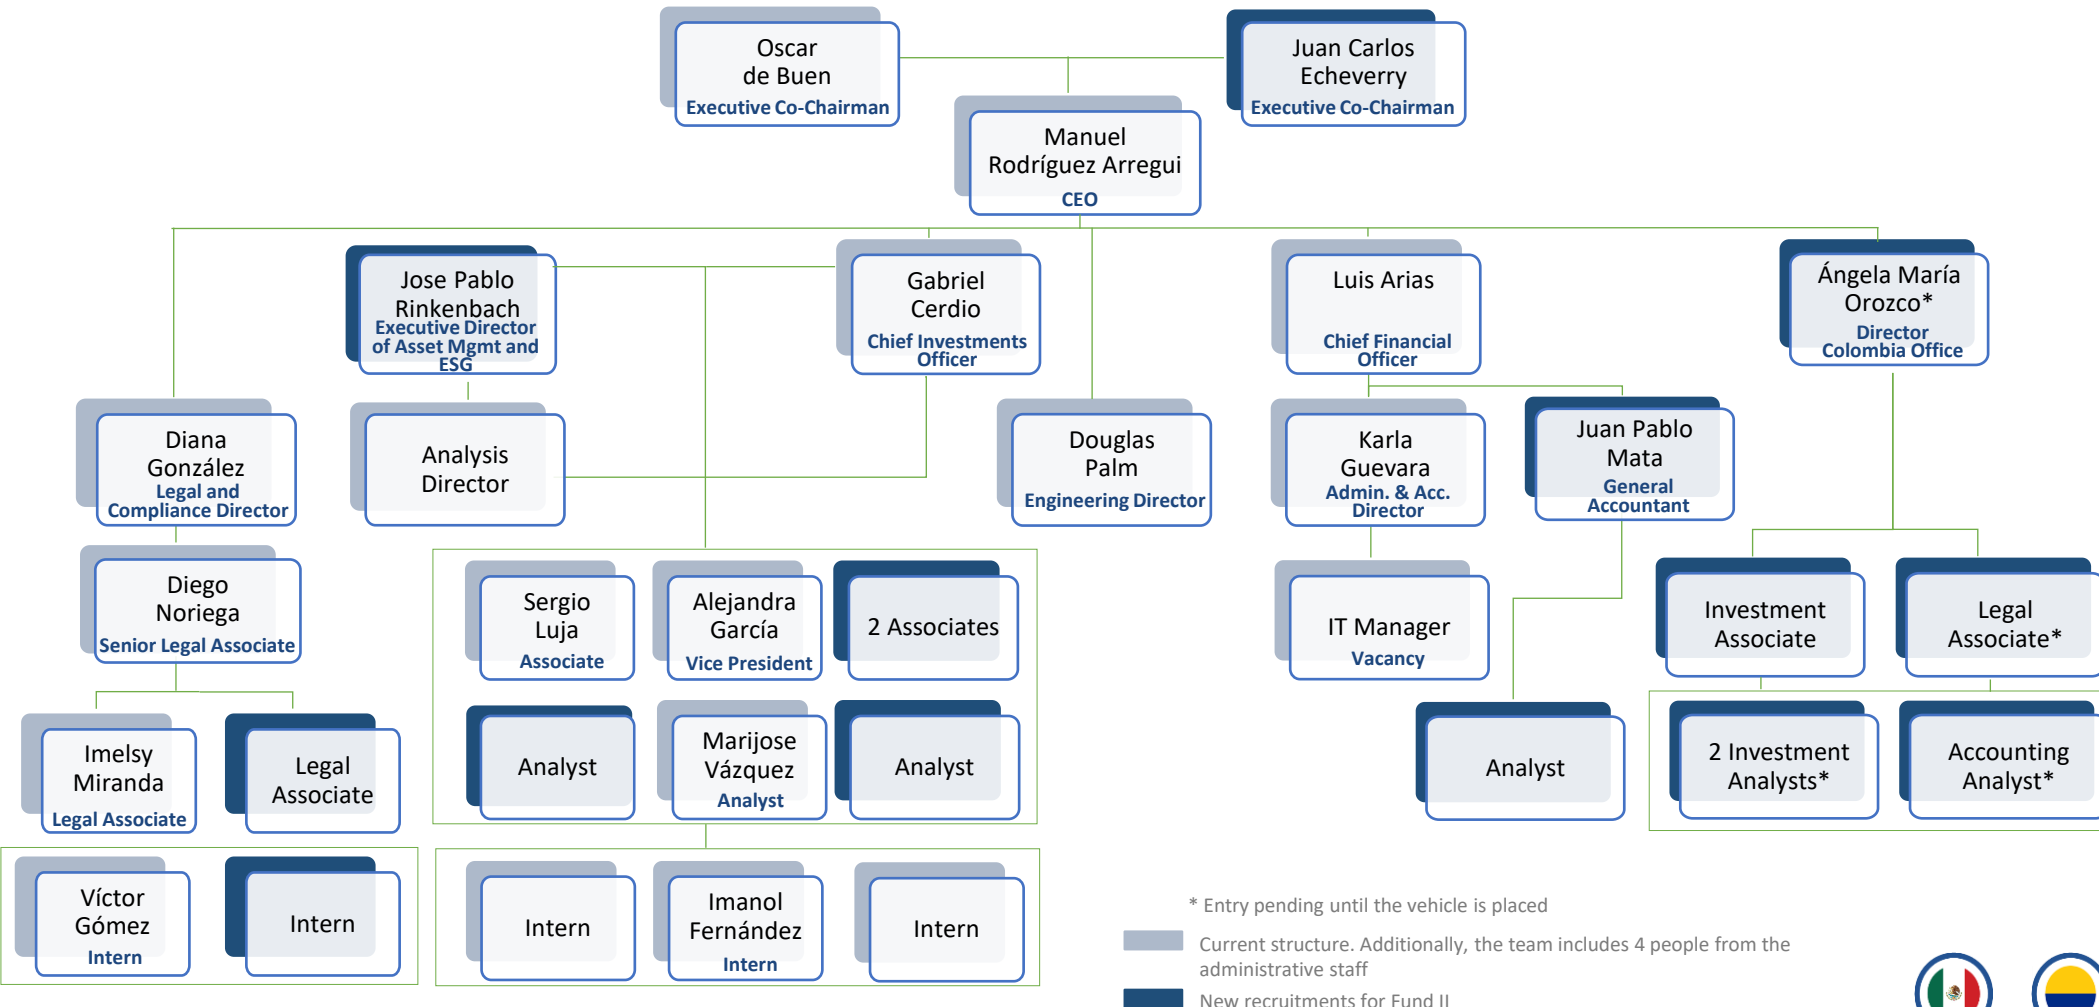 Oscar
de Buen
Executive Co-Chairman
Juan Carlos
Echeverry
Executive Co-Chairman
Manuel
Rodríguez Arregui
CEO
Jose Pablo
Rinkenbach
Executive Director
of Asset Mgmt and
ESG
Gabriel
Cerdio
Chief Investments
Officer
Luis Arias
Chief Financial
Officer
Ángela María
Orozco*
Director
Colombia Office
Diana
González
Legal and
Compliance Director
Analysis
Director
Douglas
Palm
Engineering Director
Karla
Guevara
Admin. & Acc.
Director
Juan Pablo
Mata
General
Accountant
Diego
Noriega
Senior Legal Associate
Sergio
Luja
Associate
Alejandra
García
Vice President
2 Associates
IT Manager
Vacancy
Investment
Associate
Legal
Associate*
Imelsy
Miranda
Legal Associate
Legal
Associate
Analyst
Marijose
Vázquez
Analyst
Analyst
Analyst
2 Investment
Analysts*
Accounting
Analyst*
Víctor
Gómez
Intern
Intern
Intern
Imanol
Fernández
Intern
Intern
* Entry pending until the vehicle is placed
Current structure. Additionally, the team includes 4 people from the
administrative staff
New recruitments for Fund II